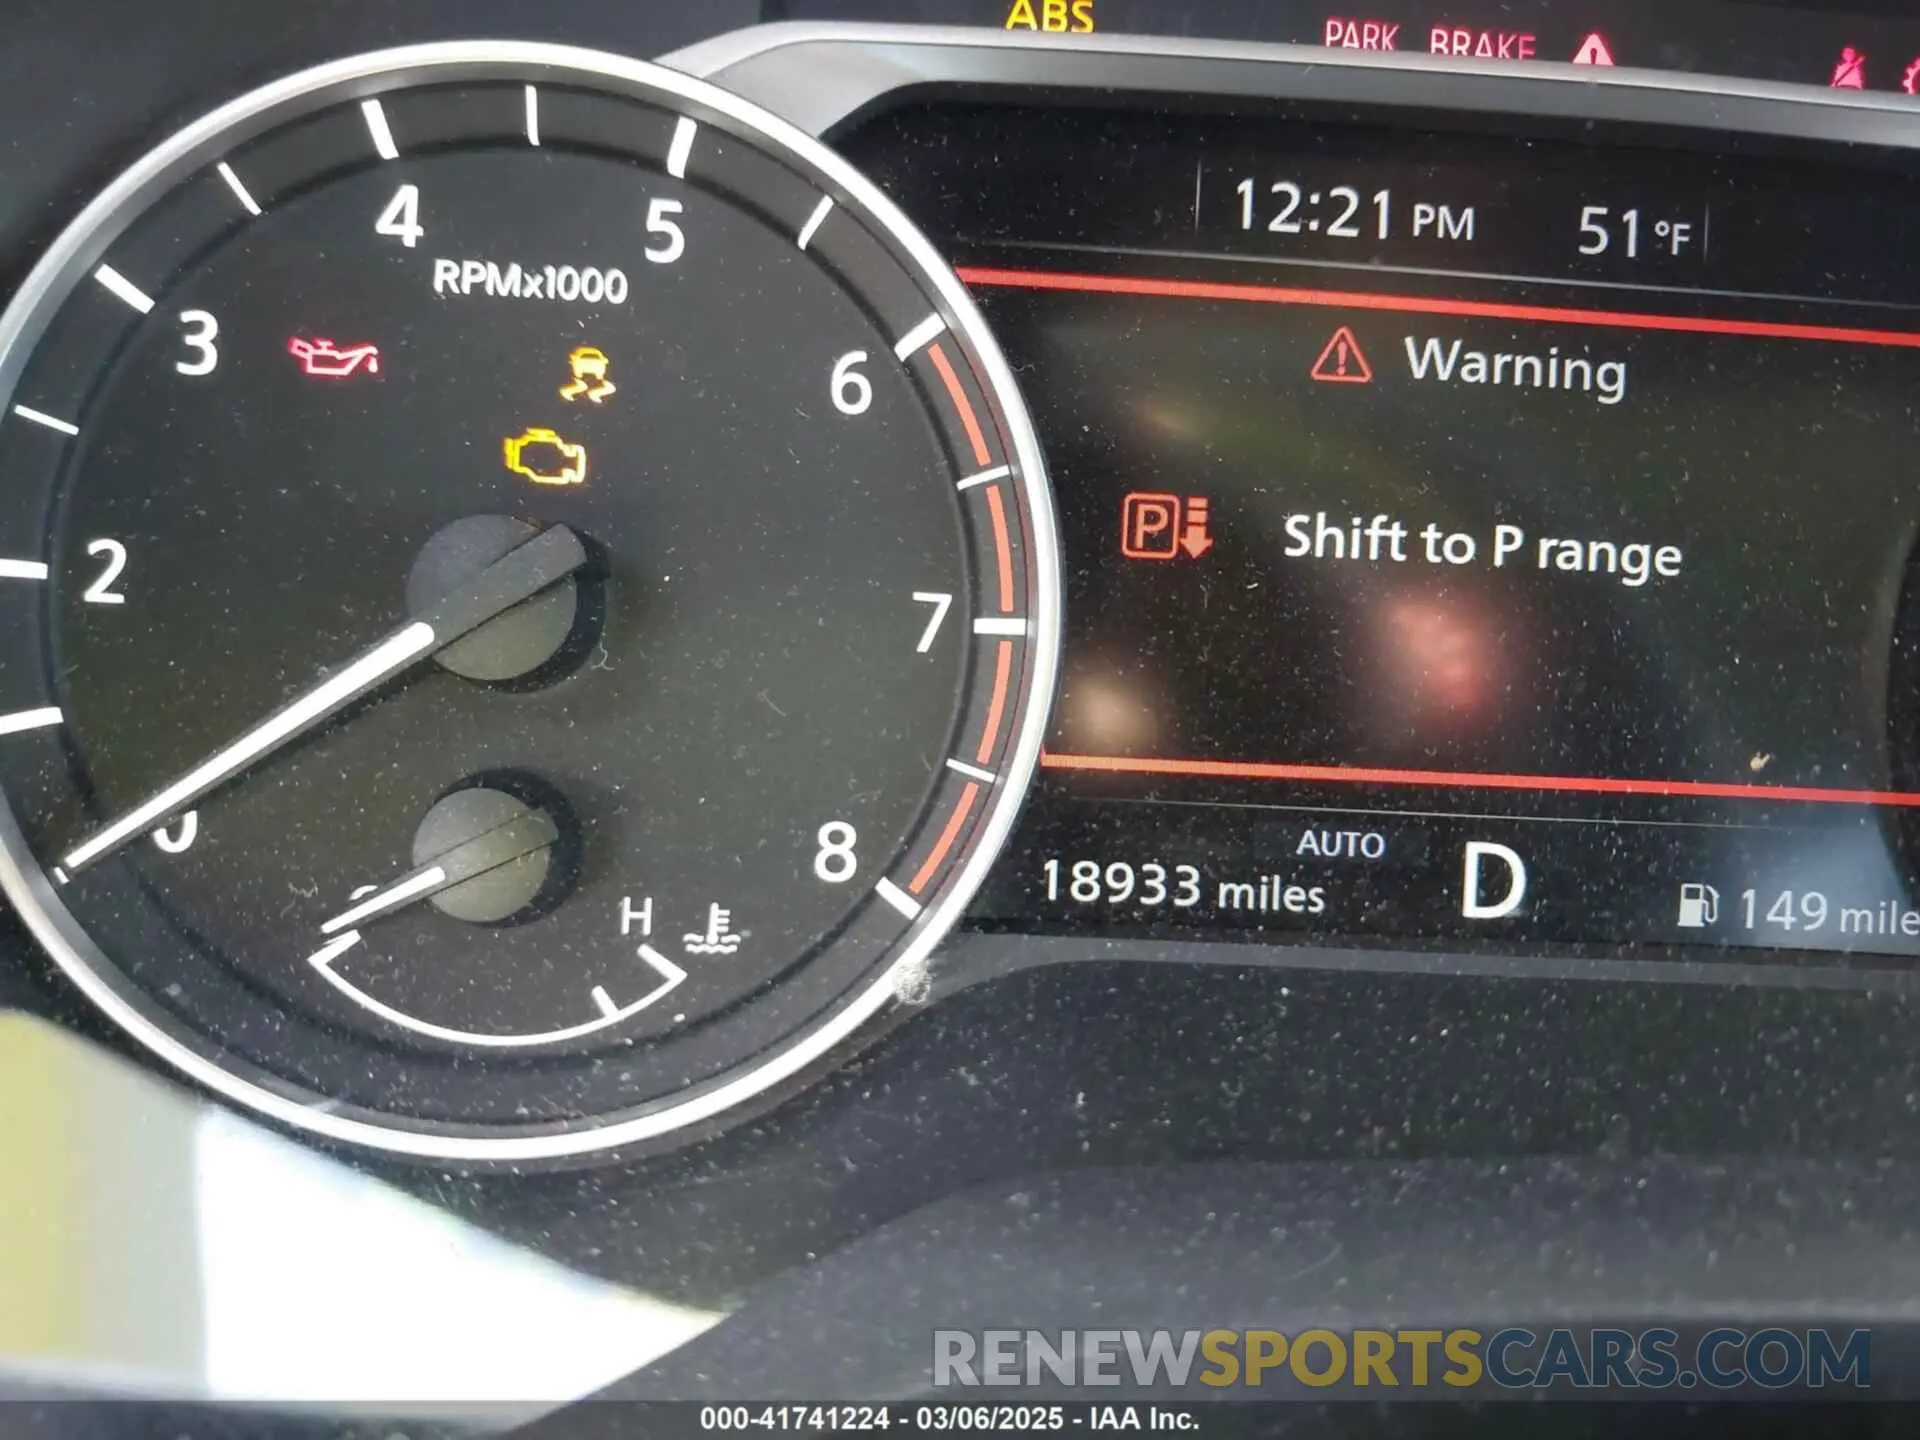 ABS
PARK BRAKE
12:21 PM 51 °F
4
5
RPMx1000
3
6
Warning
Shift to P range
2
7
0
8
AUTO
18933 miles D 149 mile
H
RENEWSPORTSCARS.COM
000-41741224 - 03/06/2025 - IAA Inc.